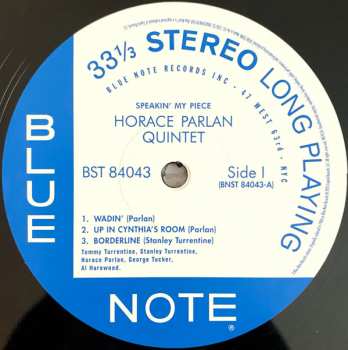 33⅓ STEREO LONG PLAYING
BLUE NOTE RECORDS INC • 47 WEST 63rd • NYC
SPEAKIN' MY PIECE
HORACE PARLAN
QUINTET
BST 84043
Side I
(BNST 84043-A)
1. WADIN' (Parlan)
2. UP IN CYNTHIA'S ROOM (Parlan)
3. BORDERLINE (Stanley Turrentine)
Tommy Turrentine, Stanley Turrentine,
Horace Parlan, George Tucker,
Al Harewood.
BLUE
NOTE
®